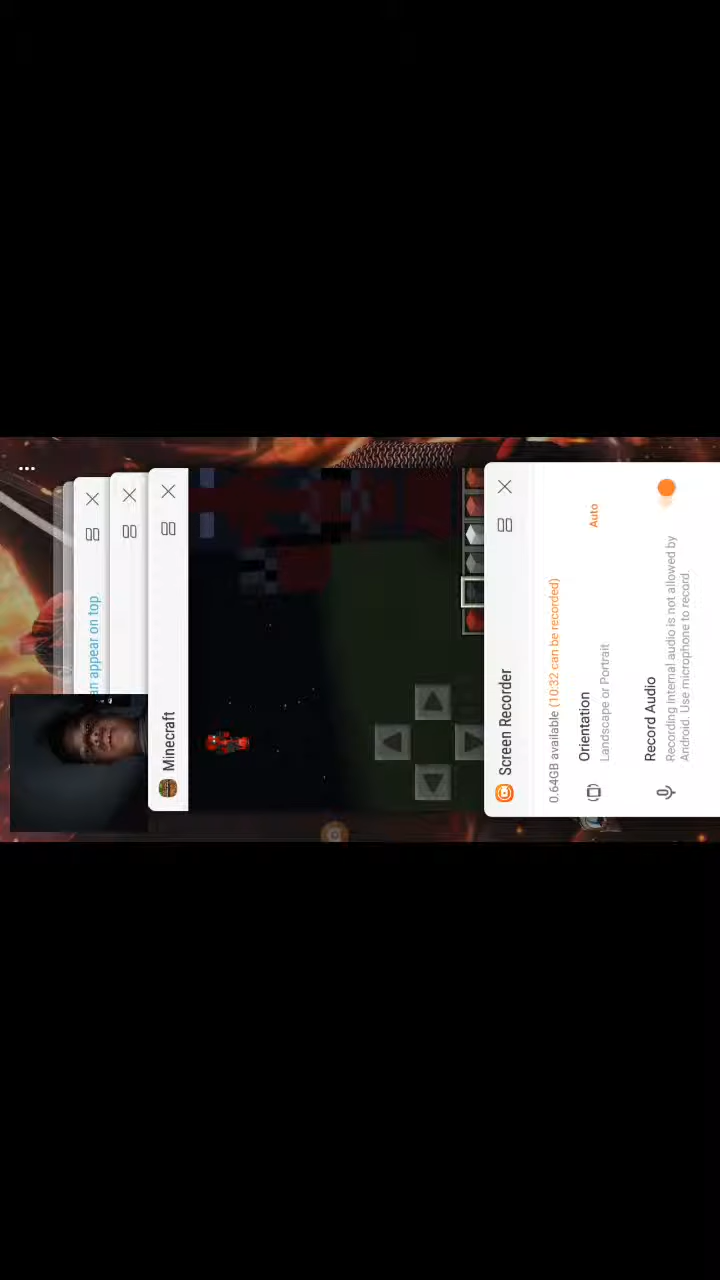 an appear on top
Minecraft
Screen Recorder
0.64GB available (10:32 can be recorded)
Orientation
Landscape or Portrait
Auto
Record Audio
Recording internal audio is not allowed by
Android. Use microphone to record.